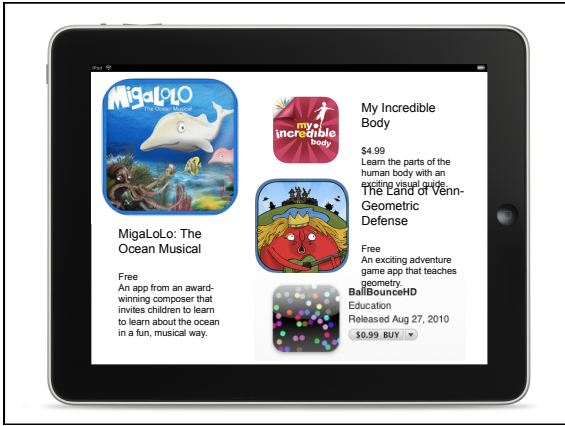 iPod
MigaLoLo
The Ocean Musical
MigaLoLo: The
Ocean Musical
Free
An app from an award-
winning composer that
invites children to learn
to learn about the ocean
in a fun, musical way.
my
incredible
body
My Incredible
Body
$4.99
Learn the parts of the
human body with an
exciting visual guide.
The Land of Venn-
Geometric
Defense
Free
An exciting adventure
game app that teaches
geometry.
BallBounceHD
Education
Released Aug 27, 2010
$0.99 BUY